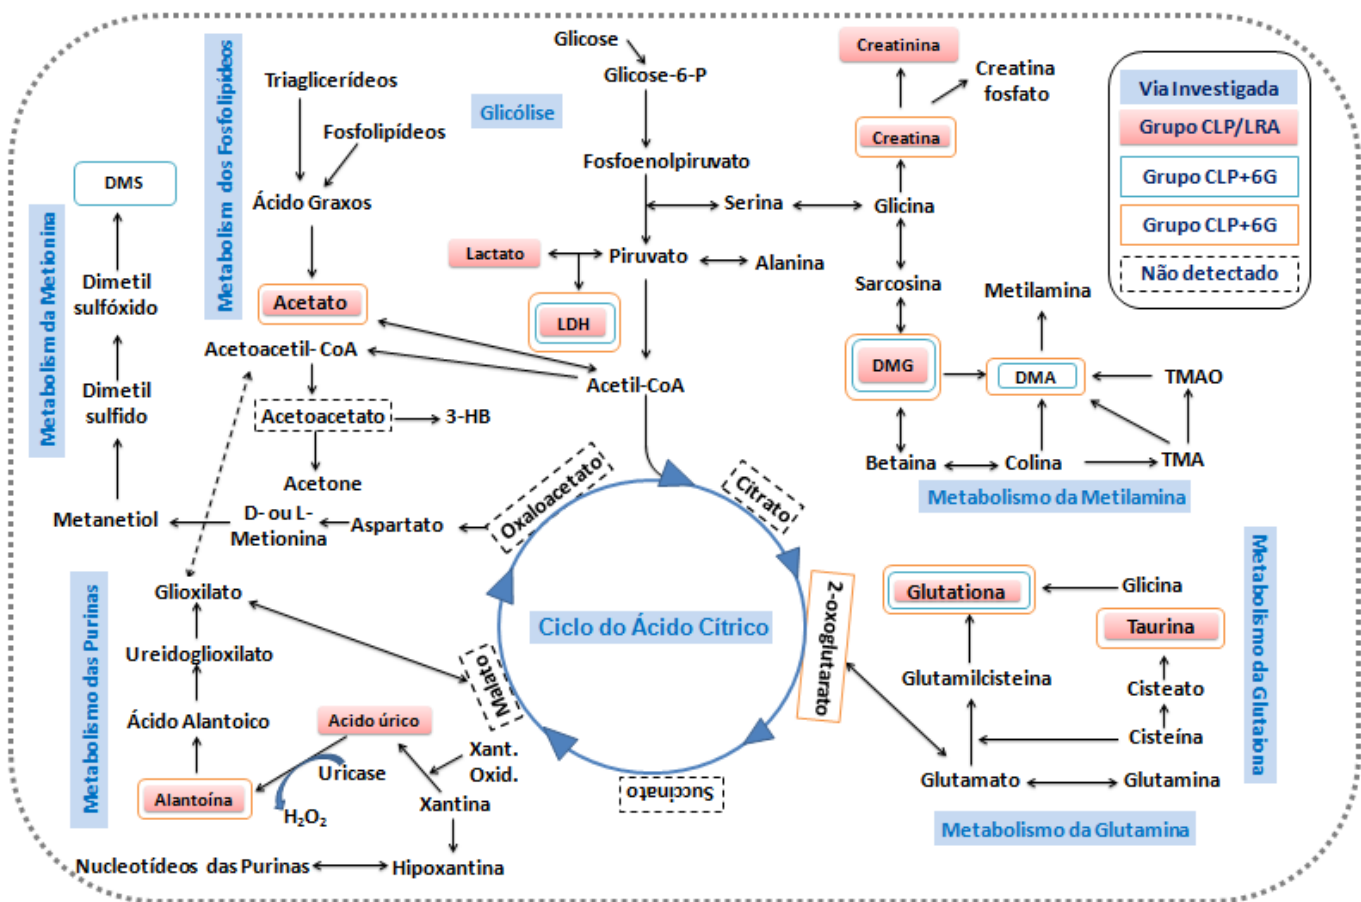 Glicose
Glicose-6-P
Glicólise
Fosfoenolpiruvato
Serina
Glicina
Piruvato
Alanina
Lactato
LDH
Acetil-CoA
Creatinina
Creatina
fosfato
Creatina
Sarcosina
Metilamina
DMG
DMA
TMAO
Betaina
Colina
TMA
Metabolismo da Metilamina
Via Investigada
Grupo CLP/LRA
Grupo CLP+6G
Grupo CLP+6G
Não detectado
Metabolism dos Fosfolipídeos
Triaglicerídeos
Fosfolipídeos
Ácido Graxos
Acetato
Acetoacetil-CoA
Acetoacetato
3-HB
Acetone
Metabolism da Metionina
DMS
Dimetil
sulfóxido
Dimetil
sulfido
Metanetiol
D- ou L-
Metionina
Aspartato
Oxaloacetato
Citrato
2-oxoglutarato
Succinato
Malato
Ciclo do Ácido Cítrico
Metabolismo das Purinas
Glioxilato
Ureidoglioxilato
Ácido Alantoico
Alantoína
Acido úrico
Uricase
H₂O₂
Xant.
Oxid.
Xantina
Hipoxantina
Nucleotídeos das Purinas
Metabolismo da Glutaiona
Glutationa
Glicina
Taurina
Glutamilcisteina
Cisteato
Cisteína
Glutamato
Glutamina
Metabolismo da Glutamina